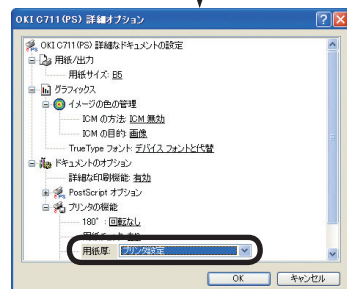 OKI C711(PS) 詳細オプション
OKI C711(PS) 詳細なドキュメントの設定
用紙/出力
用紙サイズ: B5
グラフィックス
イメージの色の管理
ICM の方法: ICM 無効
ICM の目的: 画像
TrueType フォント: デバイス フォントと代替
ドキュメントのオプション
詳細な印刷機能: 有効
PostScript オプション
プリンタの機能
180° : 回転なし
用紙厚: プリンタ設定
OK キャンセル